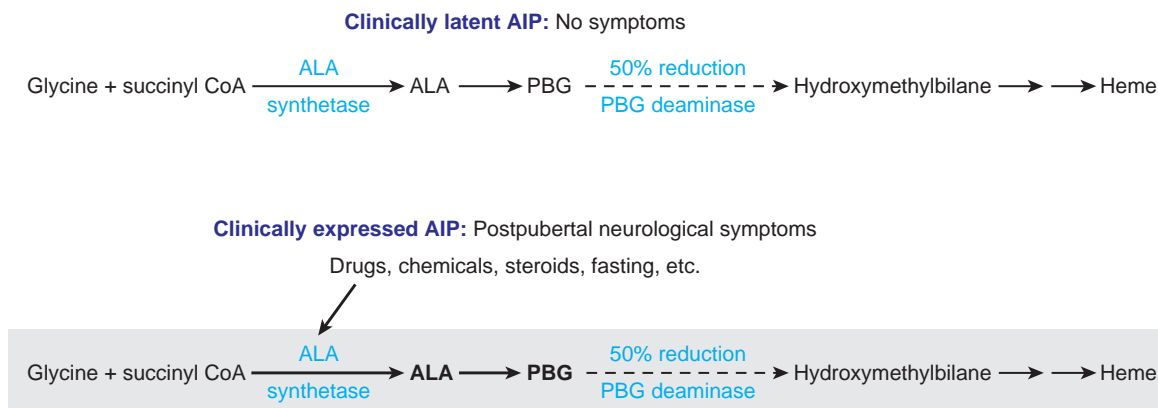 Clinically latent AIP: No symptoms
ALA
50% reduction
Glycine + succinyl CoA ALA PBG Hydroxymethylbilane Heme
synthetase
PBG deaminase
Clinically expressed AIP: Postpubertal neurological symptoms
Drugs, chemicals, steroids, fasting, etc.
ALA
50% reduction
Glycine + succinyl CoA ALA PBG Hydroxymethylbilane Heme
synthetase
PBG deaminase